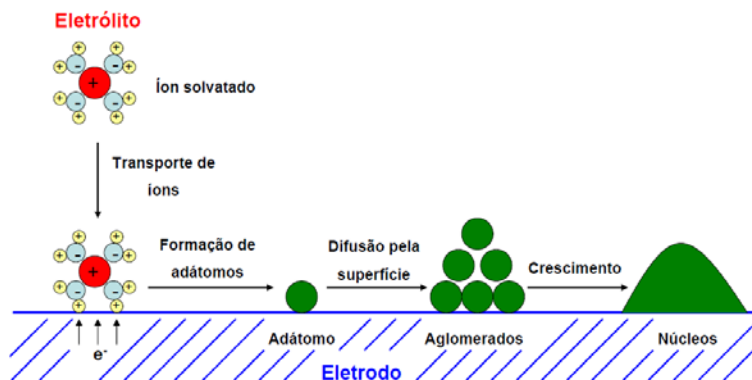 Eletrólito
Íon solvatado
Transporte de
íons
Formação de
adátomos
Difusão pela
superfície
Crescimento
e-
Adátomo
Aglomerados
Núcleos
Eletrodo